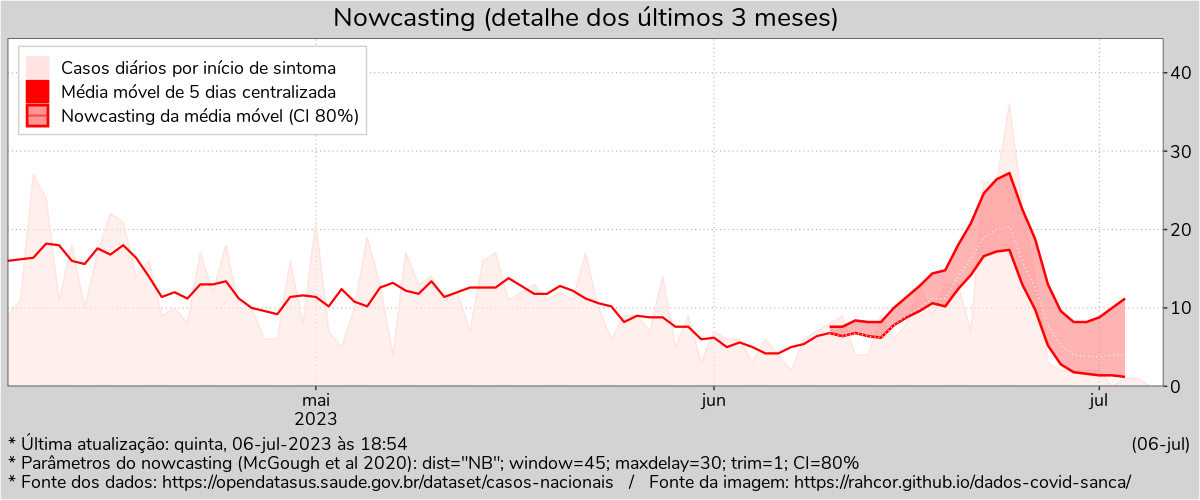 Nowcasting (detalhe dos últimos 3 meses)
Casos diários por início de sintoma
Média móvel de 5 dias centralizada
Nowcasting da média móvel (CI 80%)
40
30
20
10
0
mai
2023
jun
jul
* Última atualização: quinta, 06-jul-2023 às 18:54
(06-jul)
* Parâmetros do nowcasting (McGough et al 2020): dist="NB"; window=45; maxdelay=30; trim=1; CI=80%
* Fonte dos dados: https://opendatasus.saude.gov.br/dataset/casos-nacionais / Fonte da imagem: https://rahcor.github.io/dados-covid-sanca/